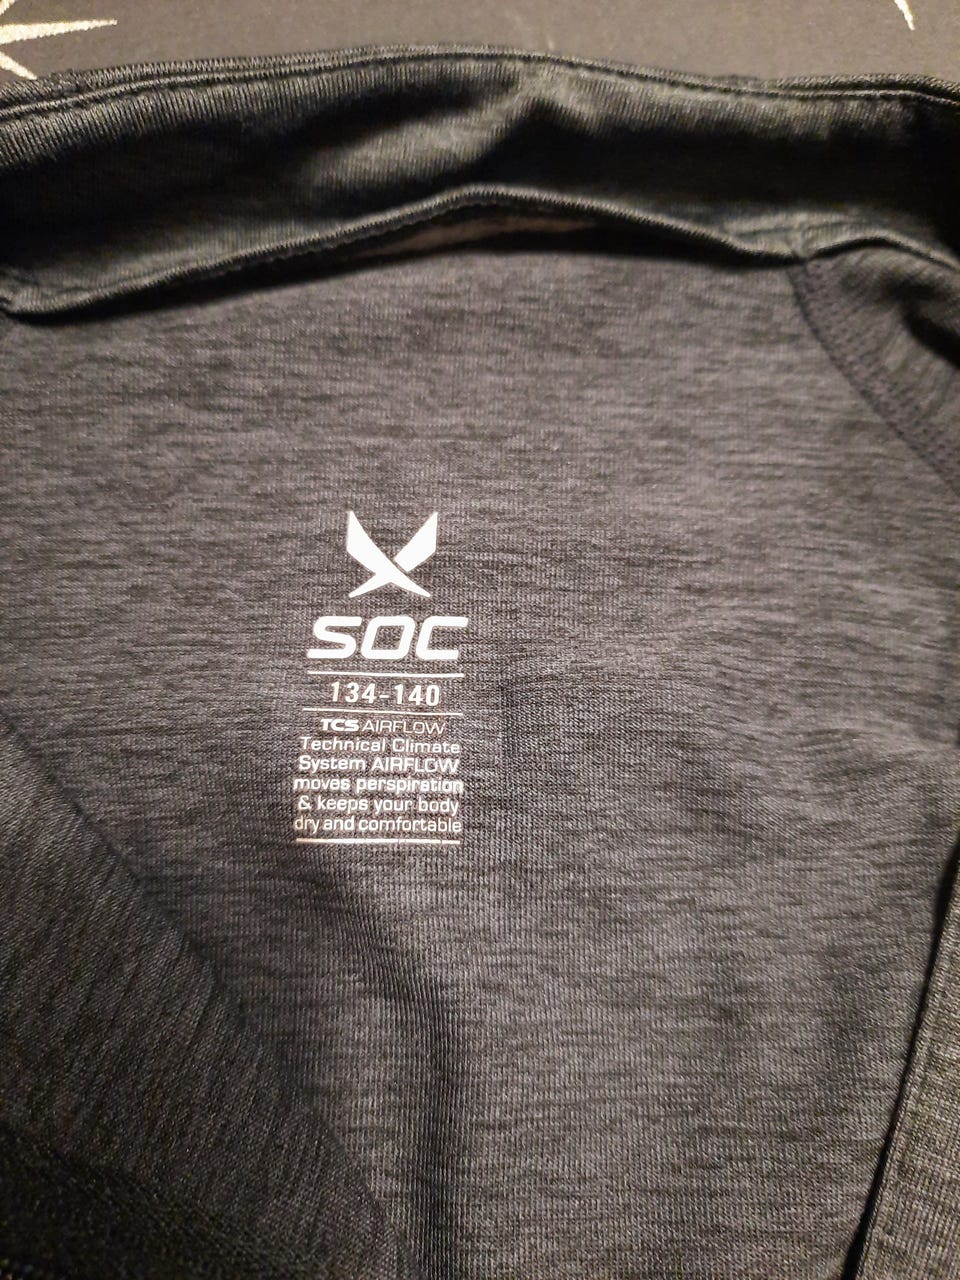 SOC
134-140
TCS AIRFLOW
Technical Climate
System AIRFLOW
moves perspiration
& keeps your body
dry and comfortable